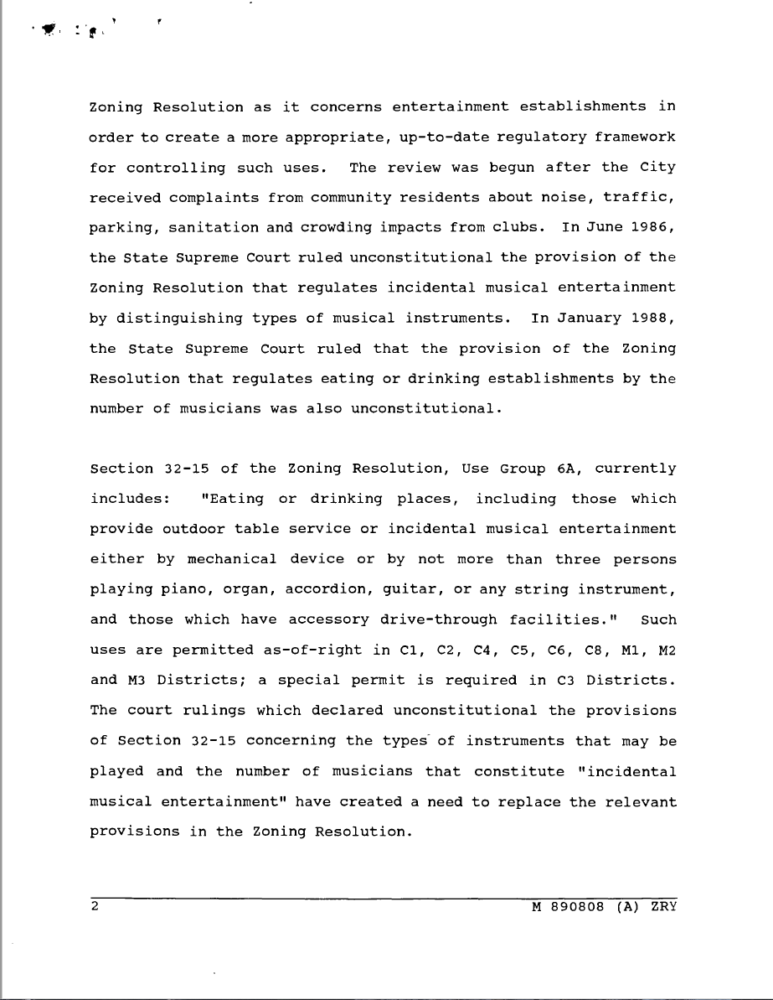 Zoning Resolution as it concerns entertainment establishments in
order to create a more appropriate, up-to-date regulatory framework
for controlling such uses. The review was begun after the City
received complaints from community residents about noise, traffic,
parking, sanitation and crowding impacts from clubs. In June 1986,
the State Supreme Court ruled unconstitutional the provision of the
Zoning Resolution that regulates incidental musical entertainment
by distinguishing types of musical instruments. In January 1988,
the State Supreme Court ruled that the provision of the Zoning
Resolution that regulates eating or drinking establishments by the
number of musicians was also unconstitutional.
Section 32-15 of the Zoning Resolution, Use Group 6A, currently
includes: "Eating or drinking places, including those which
provide outdoor table service or incidental musical entertainment
either by mechanical device or by not more than three persons
playing piano, organ, accordion, guitar, or any string instrument,
and those which have accessory drive-through facilities." Such
uses are permitted as-of-right in C1, C2, C4, C5, C6, C8, M1, M2
and M3 Districts; a special permit is required in C3 Districts.
The court rulings which declared unconstitutional the provisions
of Section 32-15 concerning the types of instruments that may be
played and the number of musicians that constitute "incidental
musical entertainment" have created a need to replace the relevant
provisions in the Zoning Resolution.
2 M 890808 (A) ZRY